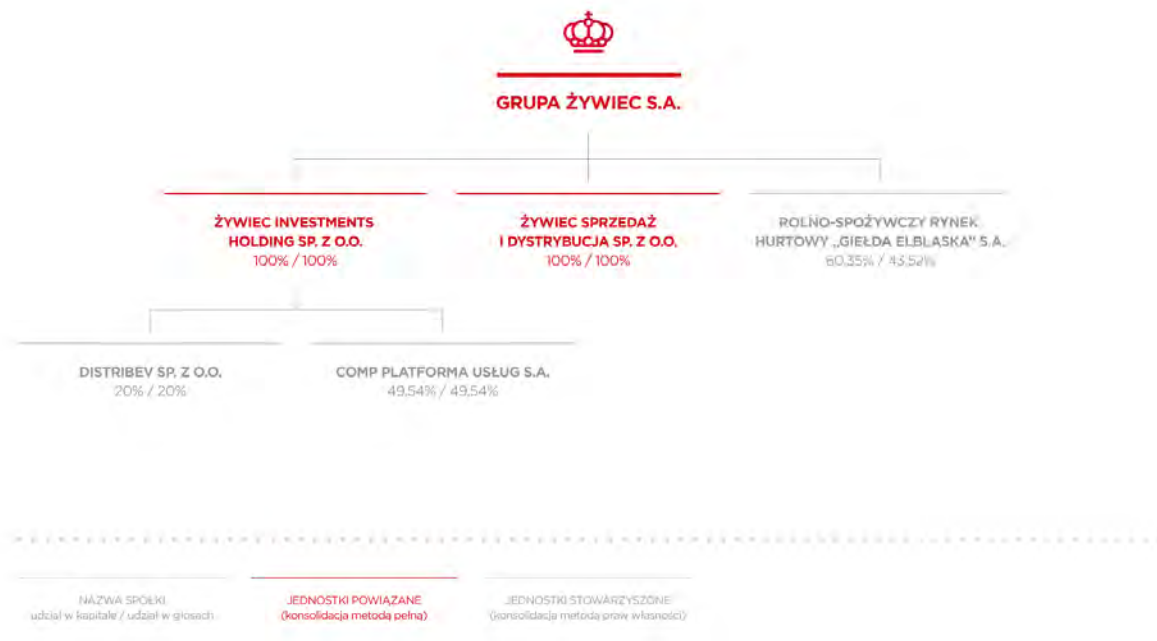 GRUPA ŻYWIEC S.A.
ŻYWIEC INVESTMENTS
HOLDING SP. Z O.O.
100% / 100%
ŻYWIEC SPRZEDAŻ
I DYSTRYBUCJA SP. Z O.O.
100% / 100%
ROLNO-SPOŻYWCZY RYNEK
HURTOWY „GIEŁDA ELBLĄSKA” S.A.
60,35% / 43,52%
DISTRIBEV SP. Z O.O.
20% / 20%
COMP PLATFORMA USŁUG S.A.
49,54% / 49,54%
NAZWA SPÓŁKI
udział w kapitale / udział w głosach
JEDNOSTKI POWIĄZANE
(konsolidacja metodą pełną)
JEDNOSTKI STOWARZYSZONE
(konsolidacja metodą praw własności)